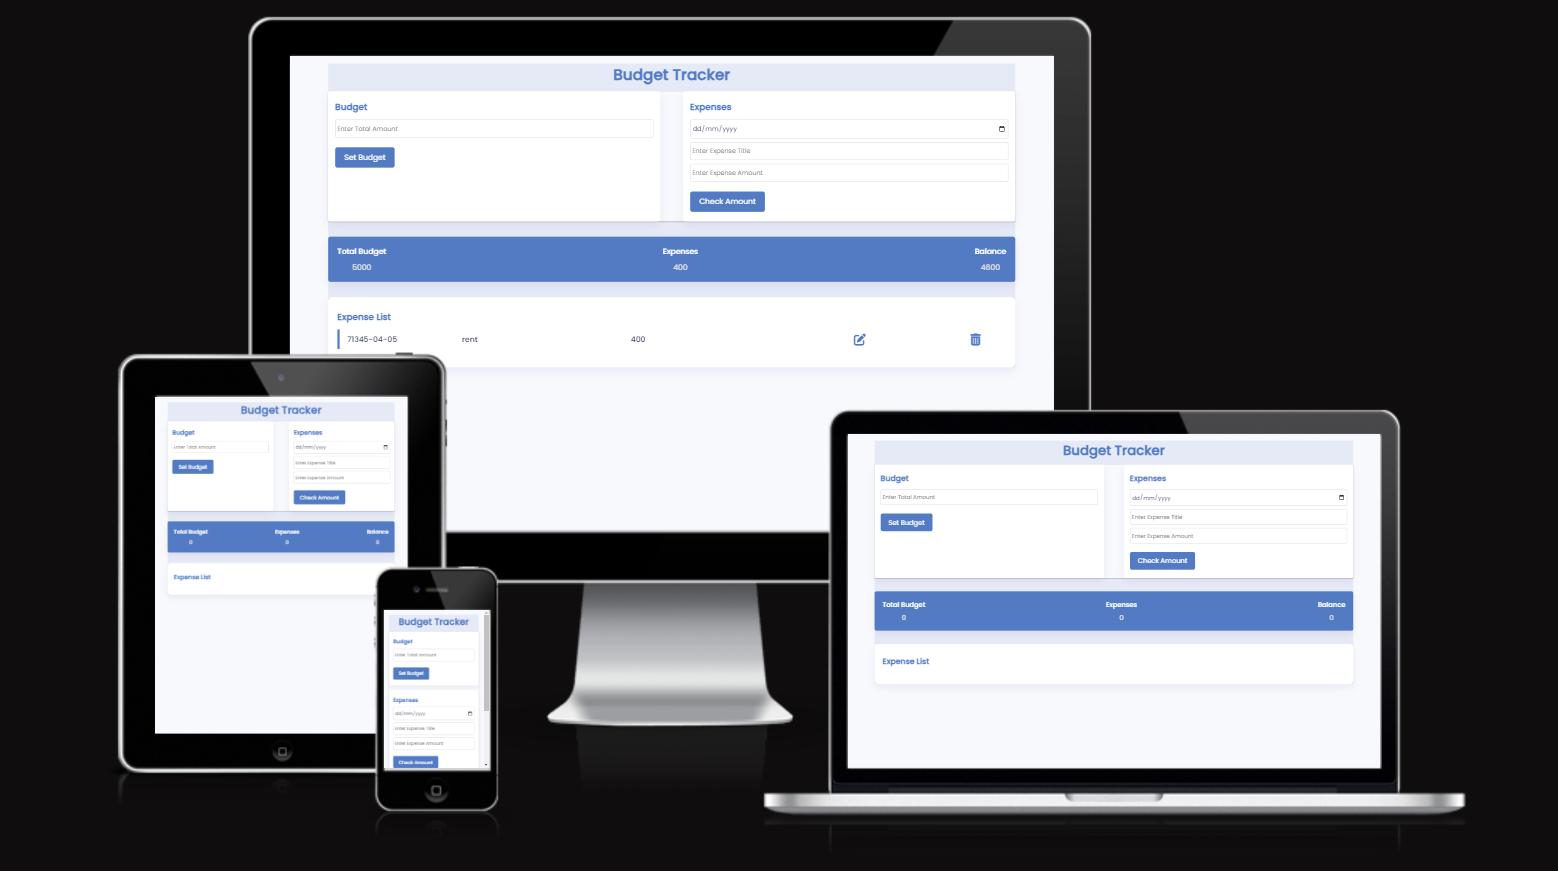 Budget Tracker
Budget
Enter Total Amount
Set Budget
Expenses
dd/mm/yyyy
Enter Expense Title
Enter Expense Amount
Check Amount
Total Budget Expenses Balance
5000 400 4600
Expense List
71345-04-05 rent 400
Budget Tracker
Budget
Enter Total Amount
Set Budget
Expenses
dd/mm/yyyy
Enter Expense Title
Enter Expense Amount
Check Amount
Total Budget Expenses Balance
0 0 0
Expense List
Budget Tracker
Budget
Enter Total Amount
Set Budget
Expenses
dd/mm/yyyy
Enter Expense Title
Enter Expense Amount
Check Amount
Budget Tracker
Budget
Enter Total Amount
Set Budget
Expenses
dd/mm/yyyy
Enter Expense Title
Enter Expense Amount
Check Amount
Total Budget Expenses Balance
0 0 0
Expense List